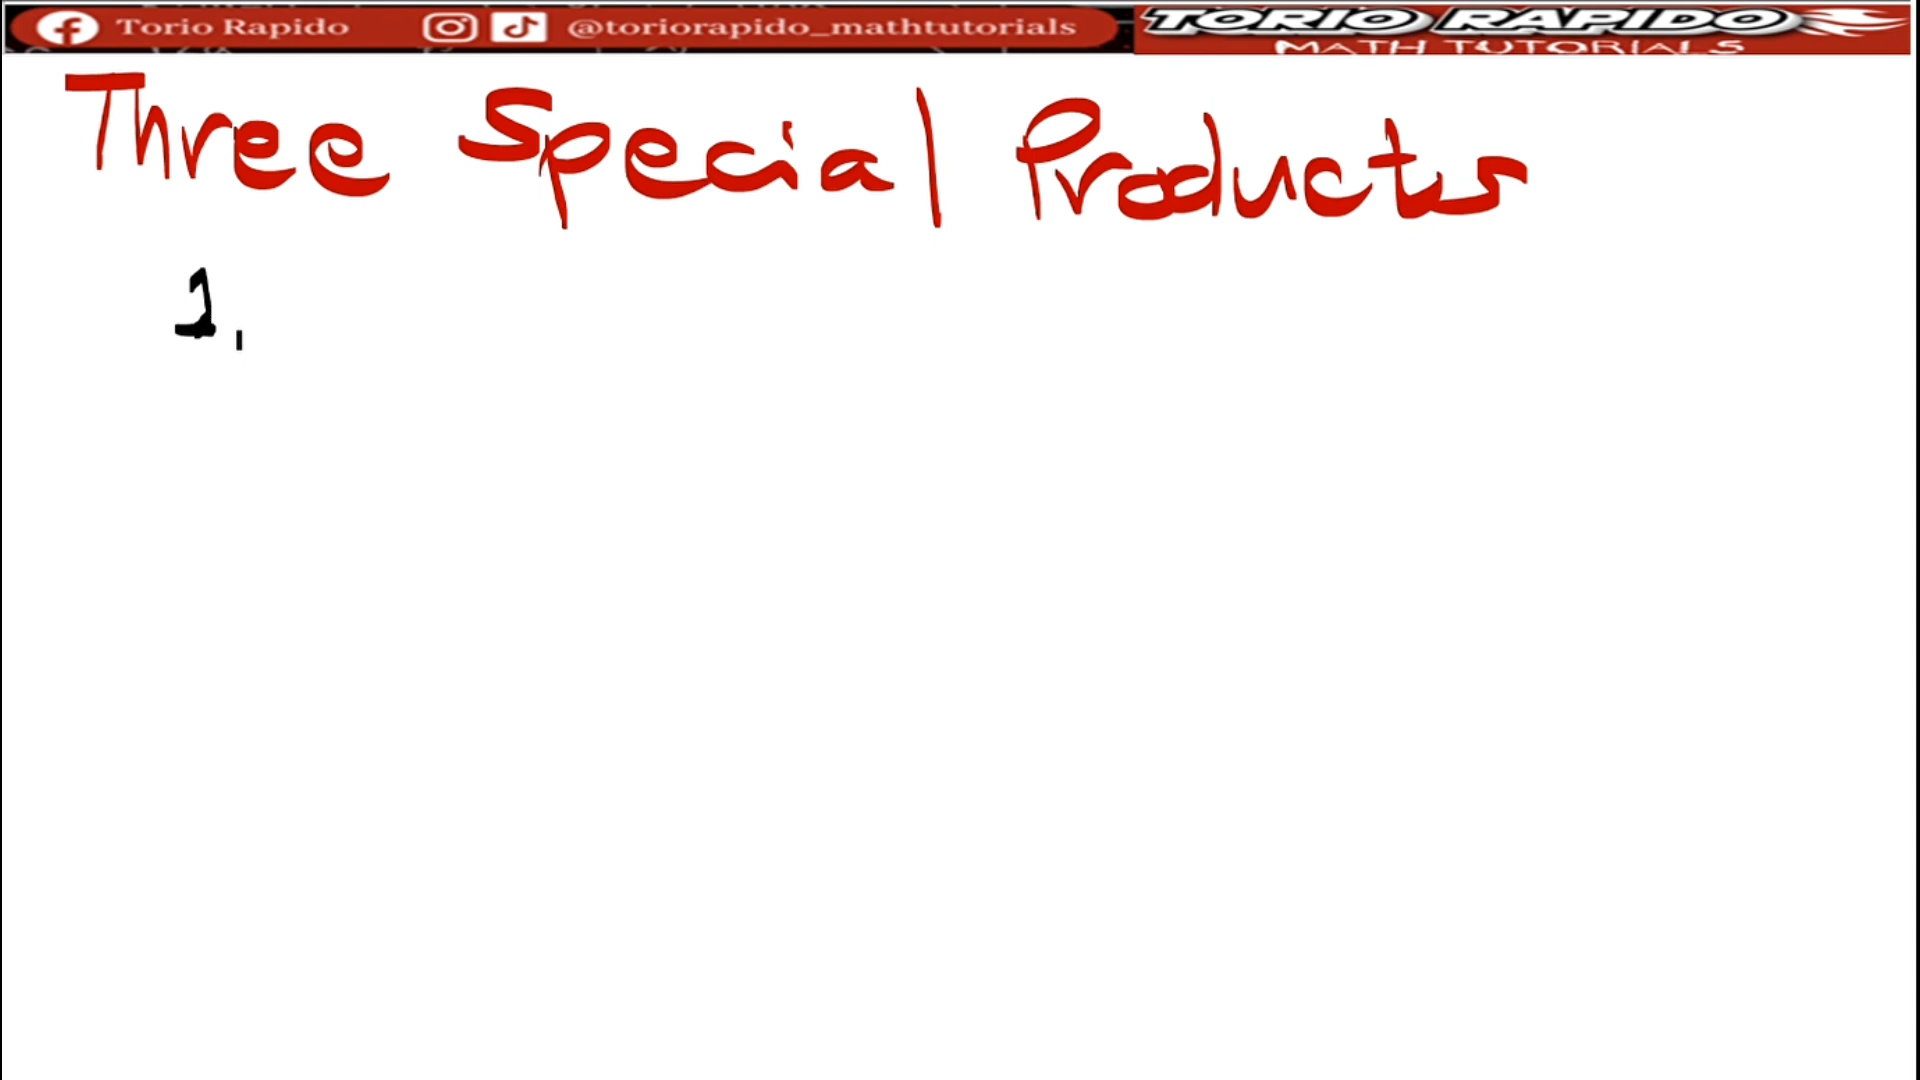 Torio Rapido @toriorapido_mathtutorials TORIO RAPIDO
MATH TUTORIALS
Three Special Products
1.